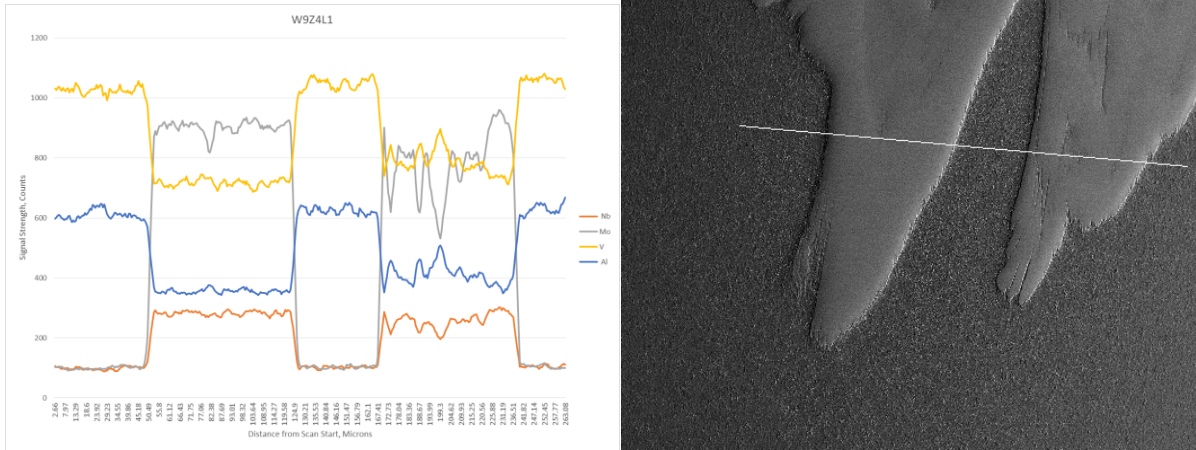 W9Z4L1
1200
1000
800
600
400
200
0
Signal Strength, Counts
2.66 7.97 13.29 18.6 23.92 29.23 34.55 39.86 45.18 50.49 55.8 61.12 66.43 71.75 77.06 82.38 87.69 93.01 98.32 103.64 108.95 114.27 119.58 124.9 130.21 135.53 140.84 146.16 151.47 156.79 162.1 167.41 172.73 178.04 183.36 188.67 193.99 199.3 204.62 209.93 215.25 220.56 225.88 231.19 236.51 241.82 247.14 252.45 257.77 263.08
Distance from Scan Start, Microns
Nb
Mo
V
Al